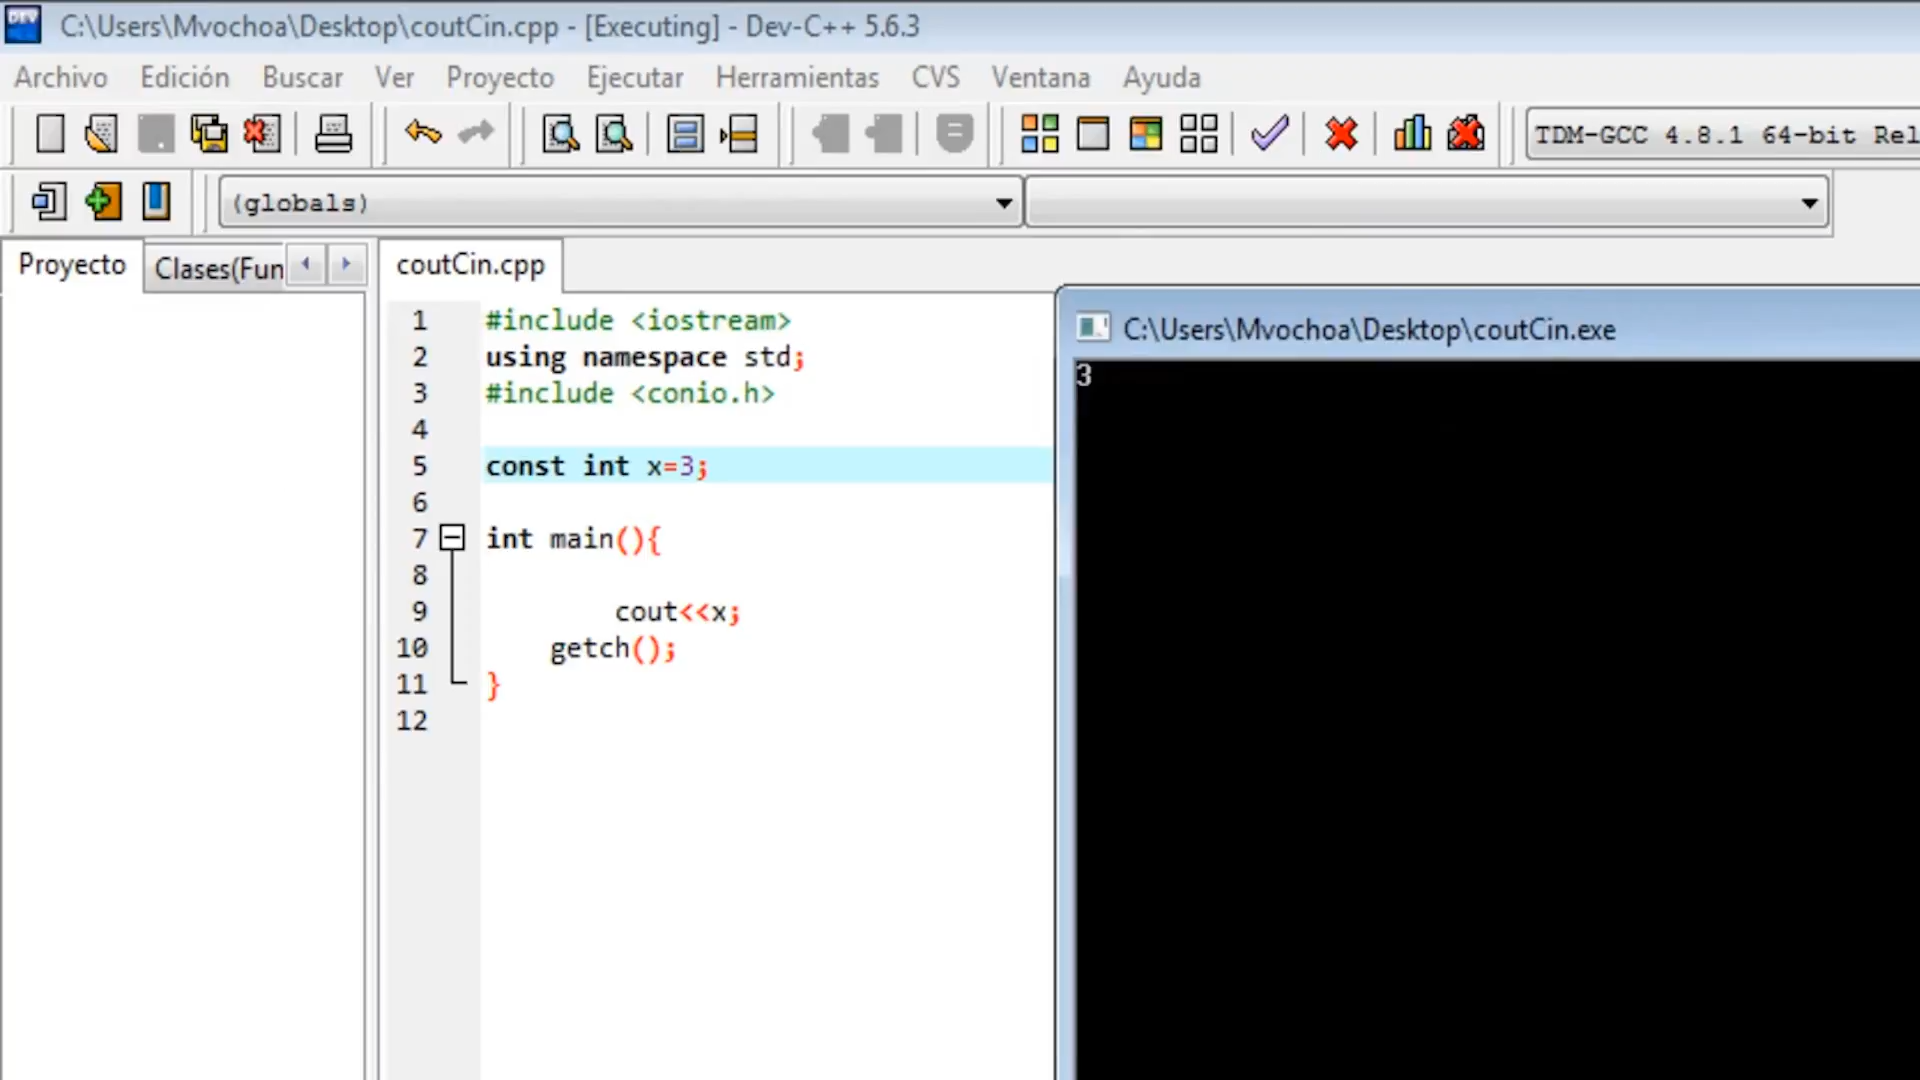 DEV
C:\Users\Mvochoa\Desktop\coutCin.cpp - [Executing] - Dev-C++ 5.6.3
Archivo Edición Buscar Ver Proyecto Ejecutar Herramientas CVS Ventana Ayuda
TDM-GCC 4.8.1 64-bit Rel
(globals)
Proyecto Clases(Fun coutCin.cpp
1 #include <iostream>
2 using namespace std;
3 #include <conio.h>
4
5 const int x=3;
6
7 int main(){
8
9 cout<<x;
10 getch();
11 }
12
C:\Users\Mvochoa\Desktop\coutCin.exe
3